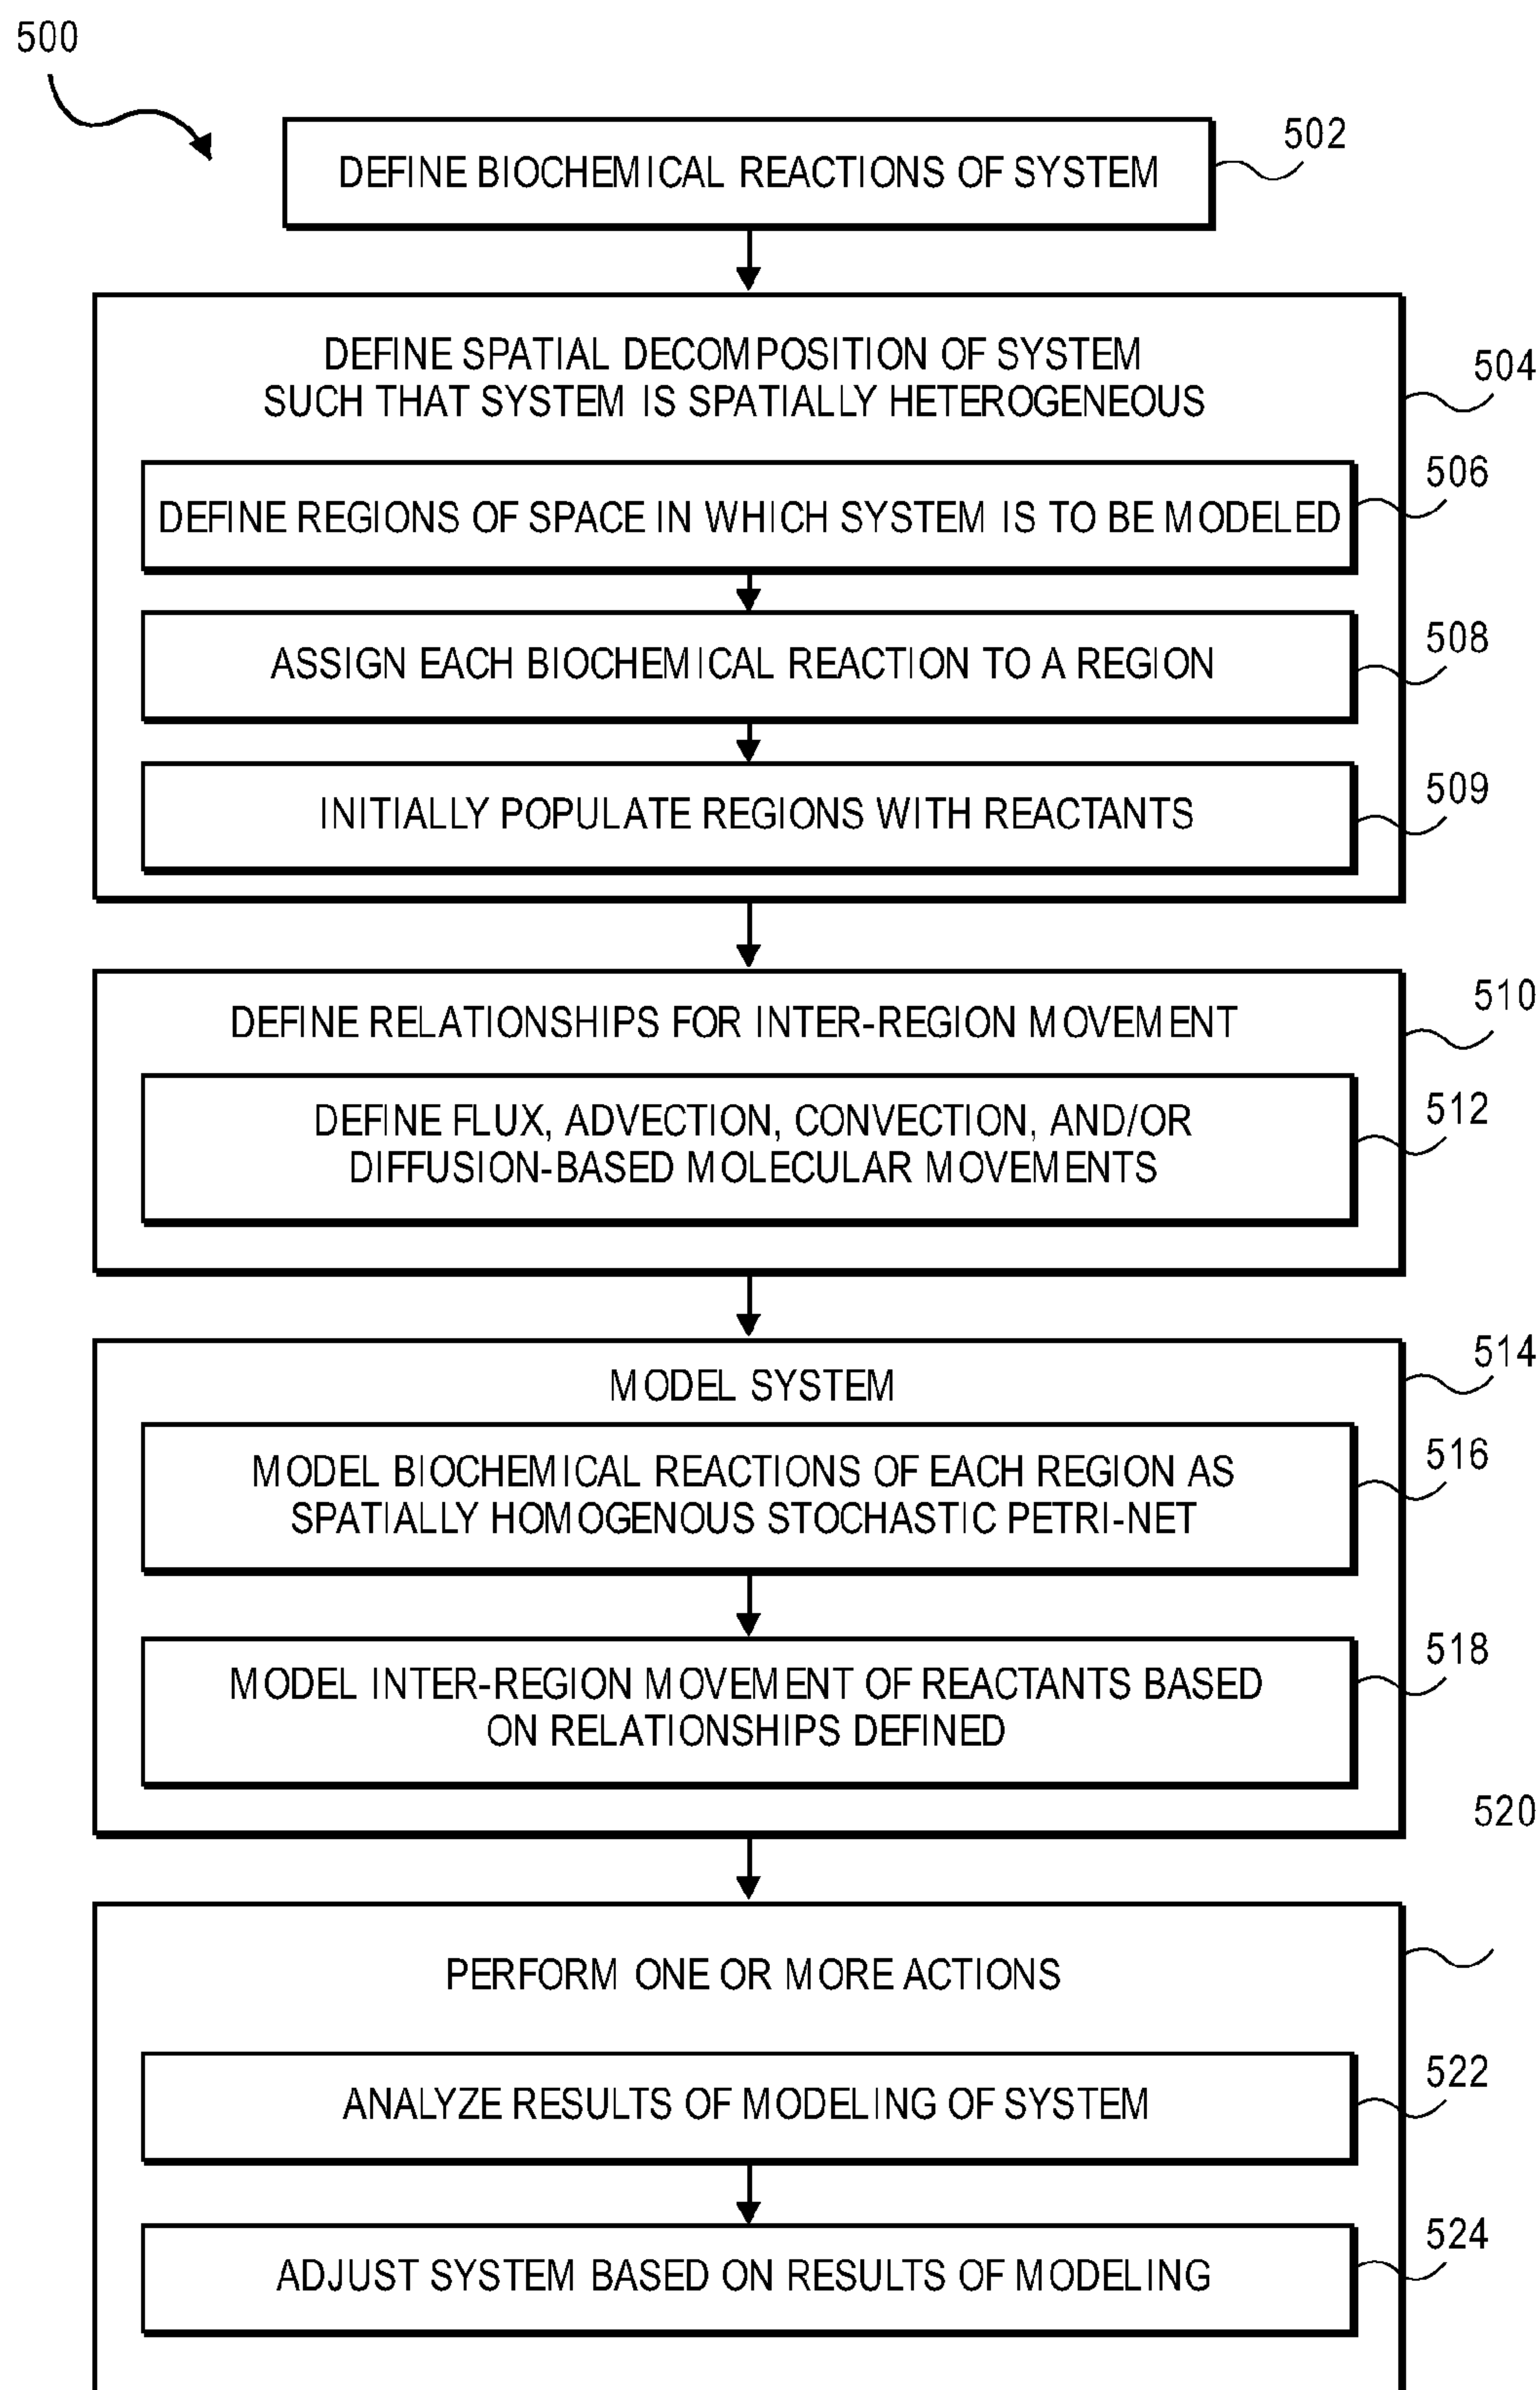 500
DEFINE BIOCHEMICAL REACTIONS OF SYSTEM
502
DEFINE SPATIAL DECOMPOSITION OF SYSTEM
SUCH THAT SYSTEM IS SPATIALLY HETEROGENEOUS
504
DEFINE REGIONS OF SPACE IN WHICH SYSTEM IS TO BE MODELED
506
ASSIGN EACH BIOCHEMICAL REACTION TO A REGION
508
INITIALLY POPULATE REGIONS WITH REACTANTS
509
DEFINE RELATIONSHIPS FOR INTER-REGION MOVEMENT
510
DEFINE FLUX, ADVECTION, CONVECTION, AND/OR
DIFFUSION-BASED MOLECULAR MOVEMENTS
512
MODEL SYSTEM
514
MODEL BIOCHEMICAL REACTIONS OF EACH REGION AS
SPATIALLY HOMOGENOUS STOCHASTIC PETRI-NET
516
MODEL INTER-REGION MOVEMENT OF REACTANTS BASED
ON RELATIONSHIPS DEFINED
518
520
PERFORM ONE OR MORE ACTIONS
ANALYZE RESULTS OF MODELING OF SYSTEM
522
ADJUST SYSTEM BASED ON RESULTS OF MODELING
524